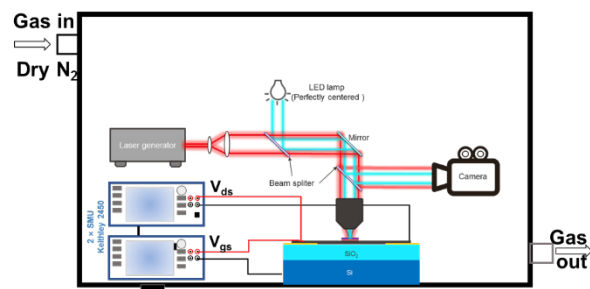 Gas in
Dry N₂
LED lamp
(Perfectly centered )
Mirror
Laser generator
Beam spliter
Camera
2 × SMU
Keithley 2450
Vds
Vgs
SiO₂
Si
Gas
out